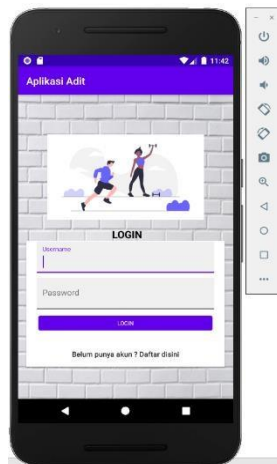 11:42
Aplikasi Adit
LOGIN
Username
Password
LOGIN
Belum punya akun ? Daftar disini